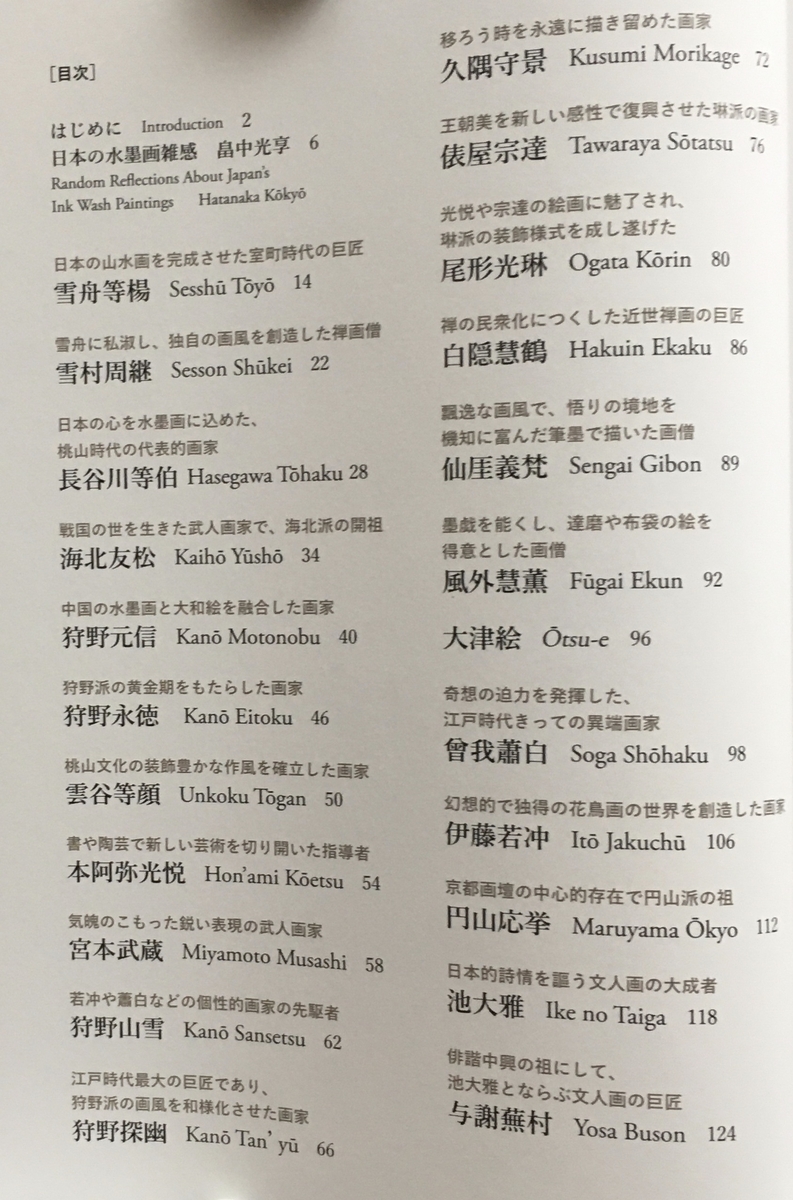 ［目次］
はじめに Introduction 2
日本の水墨画雑感 畠中光享 6
Random Reflections About Japan's
Ink Wash Paintings Hatanaka Kōkyō
日本の山水画を完成させた室町時代の巨匠
雪舟等楊 Sesshū Tōyō 14
雪舟に私淑し、独自の画風を創造した禅画僧
雪村周継 Sesson Shūkei 22
日本の心を水墨画に込めた、
桃山時代の代表的画家
長谷川等伯 Hasegawa Tōhaku 28
戦国の世を生きた武人画家で、海北派の開祖
海北友松 Kaihō Yūshō 34
中国の水墨画と大和絵を融合した画家
狩野元信 Kanō Motonobu 40
狩野派の黄金期をもたらした画家
狩野永徳 Kanō Eitoku 46
桃山文化の装飾豊かな作風を確立した画家
雲谷等顔 Unkoku Tōgan 50
書や陶芸で新しい芸術を切り開いた指導者
本阿弥光悦 Hon'ami Kōetsu 54
気魄のこもった鋭い表現の武人画家
宮本武蔵 Miyamoto Musashi 58
若冲や蕭白などの個性的画家の先駆者
狩野山雪 Kanō Sansetsu 62
江戸時代最大の巨匠であり、
狩野派の画風を和様化させた画家
狩野探幽 Kanō Tan' yū 66
移ろう時を永遠に描き留めた画家
久隅守景 Kusumi Morikage 72
王朝美を新しい感性で復興させた琳派の画家
俵屋宗達 Tawaraya Sōtatsu 76
光悦や宗達の絵画に魅了され、
琳派の装飾様式を成し遂げた
尾形光琳 Ogata Kōrin 80
禅の民衆化につくした近世禅画の巨匠
白隠慧鶴 Hakuin Ekaku 86
飄逸な画風で、悟りの境地を
機知に富んだ筆墨で描いた画僧
仙厓義梵 Sengai Gibon 89
墨戯を能くし、達磨や布袋の絵を
得意とした画僧
風外慧薫 Fūgai Ekun 92
大津絵 Ōtsu-e 96
奇想の迫力を発揮した、
江戸時代きっての異端画家
曾我蕭白 Soga Shōhaku 98
幻想的で独得の花鳥画の世界を創造した画家
伊藤若冲 Itō Jakuchū 106
京都画壇の中心的存在で円山派の祖
円山応挙 Maruyama Ōkyo 112
日本的詩情を謳う文人画の大成者
池大雅 Ike no Taiga 118
俳諧中興の祖にして、
池大雅とならぶ文人画の巨匠
与謝蕪村 Yosa Buson 124